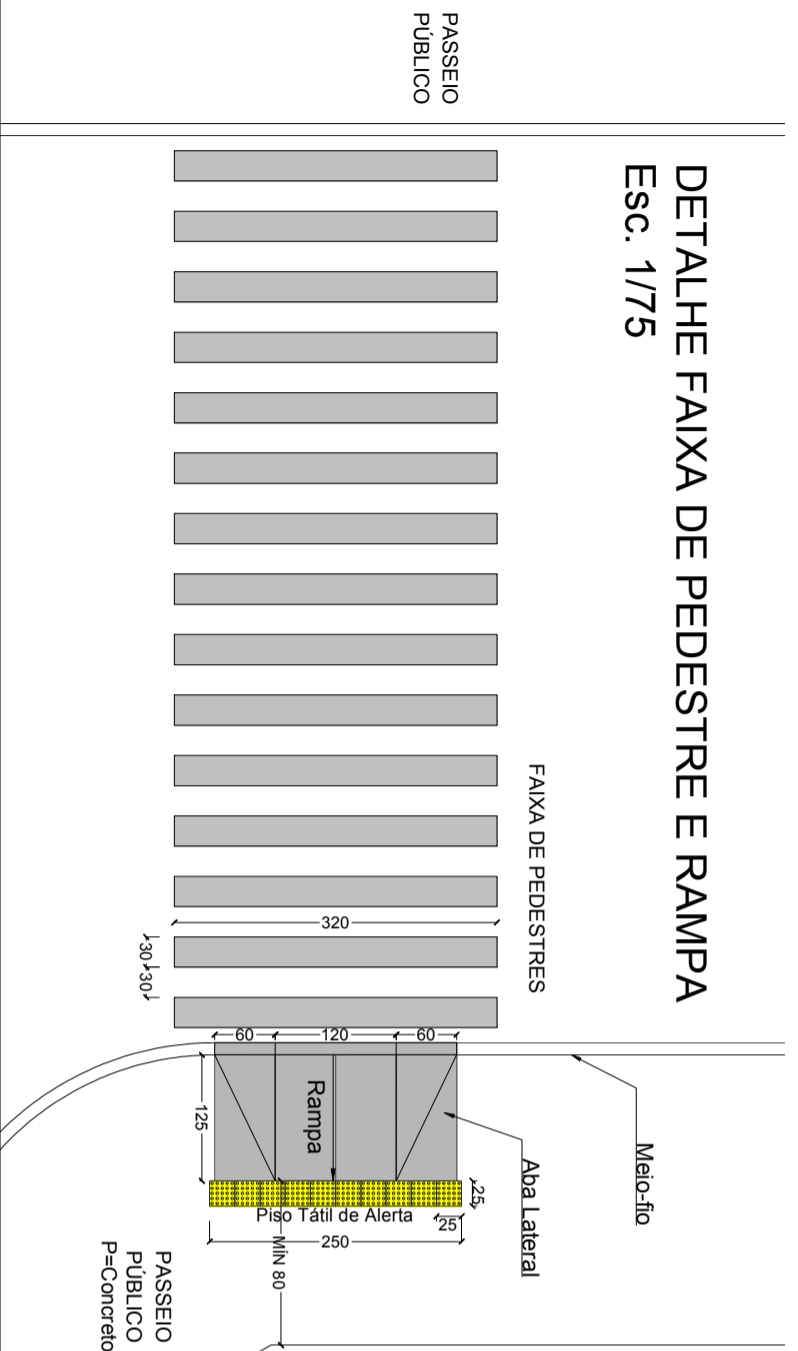 DETALHE FAIXA DE PEDESTRE E RAMPA
Esc. 1/75
PASSEIO
PÚBLICO
FAIXA DE PEDESTRES
320
30
30
60
120
60
125
Rampa
Meio-fio
Aba Lateral
25
25
Piso Tátil de Alerta
250
MÍN 80
PASSEIO
PÚBLICO
P=Concreto